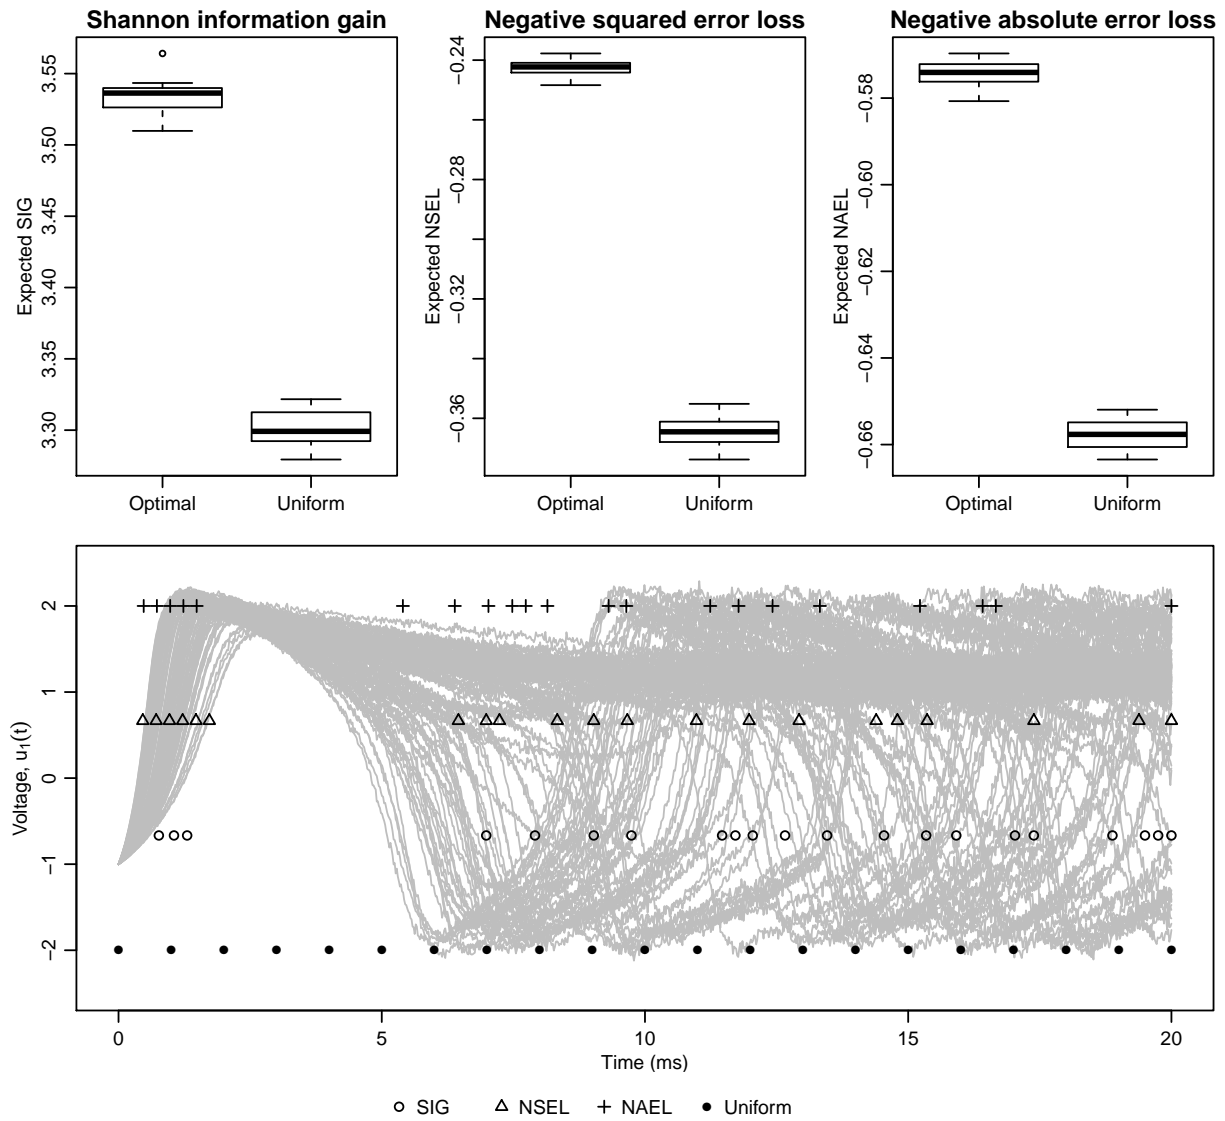 Shannon information gain
Negative squared error loss
Negative absolute error loss
Expected SIG
3.30
3.35
3.40
3.45
3.50
3.55
Optimal
Uniform
Expected NSEL
−0.36
−0.32
−0.28
−0.24
Optimal
Uniform
Expected NAEL
−0.66
−0.64
−0.62
−0.60
−0.58
Optimal
Uniform
Voltage, u₁(t)
2
1
0
−1
−2
0
5
10
15
20
Time (ms)
SIG
NSEL
NAEL
Uniform